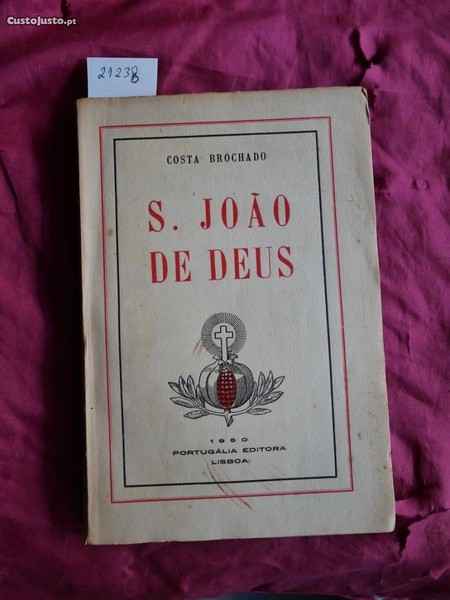 CustoJusto.pt
21238
COSTA BROCHADO
S. JOÃO
DE DEUS
1950
PORTUGÁLIA EDITORA
LISBOA